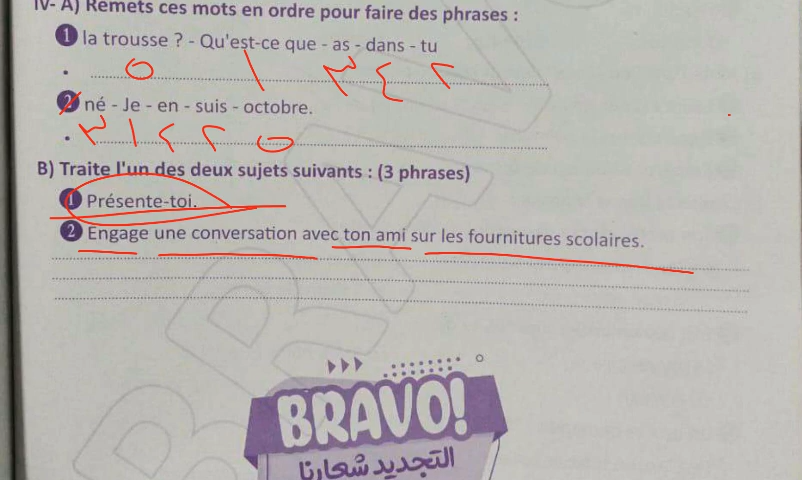 IV- A) Remets ces mots en ordre pour faire des phrases :
1 la trousse ? - Qu'est-ce que - as - dans - tu
• ٥ ١ ٣ ٤ ٢
2 né - Je - en - suis - octobre.
• ٣ ١ ٤ ٢ ٥
B) Traite l'un des deux sujets suivants : (3 phrases)
1 Présente-toi.
2 Engage une conversation avec ton ami sur les fournitures scolaires.
BRAVO!
التجديد شعارنا